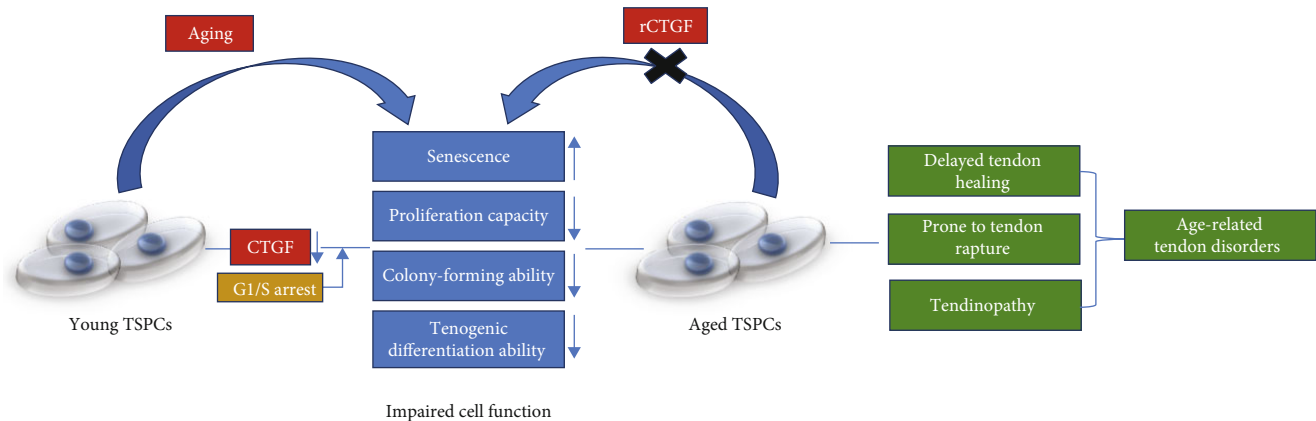 Aging
rCTGF
Senescence
Proliferation capacity
Colony-forming ability
Tenogenic
differentiation ability
Impaired cell function
CTGF
G1/S arrest
Young TSPCs
Aged TSPCs
Delayed tendon
healing
Prone to tendon
rapture
Tendinopathy
Age-related
tendon disorders